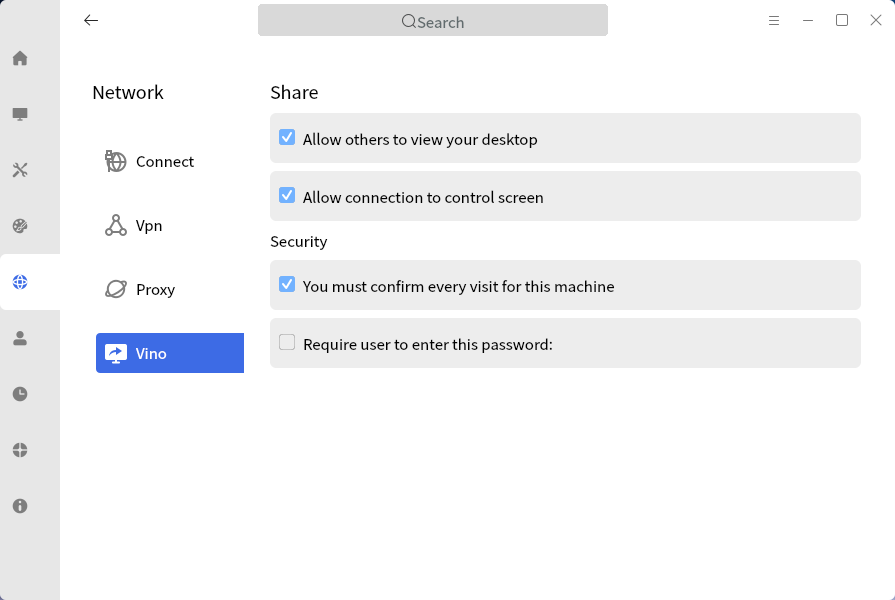 Search
Network
Connect
Vpn
Proxy
Vino
Share
Allow others to view your desktop
Allow connection to control screen
Security
You must confirm every visit for this machine
Require user to enter this password: